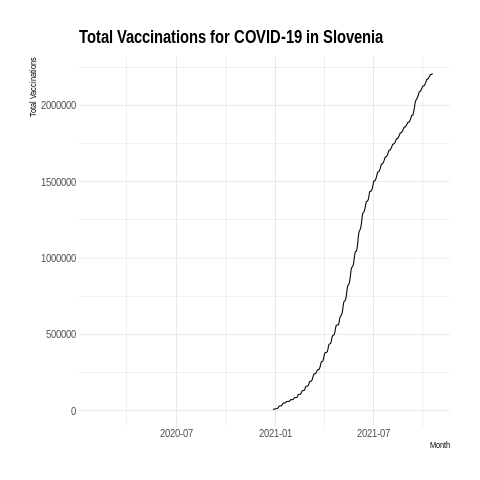 Total Vaccinations for COVID-19 in Slovenia
Total Vaccinations
2000000
1500000
1000000
500000
0
2020-07 2021-01 2021-07
Month